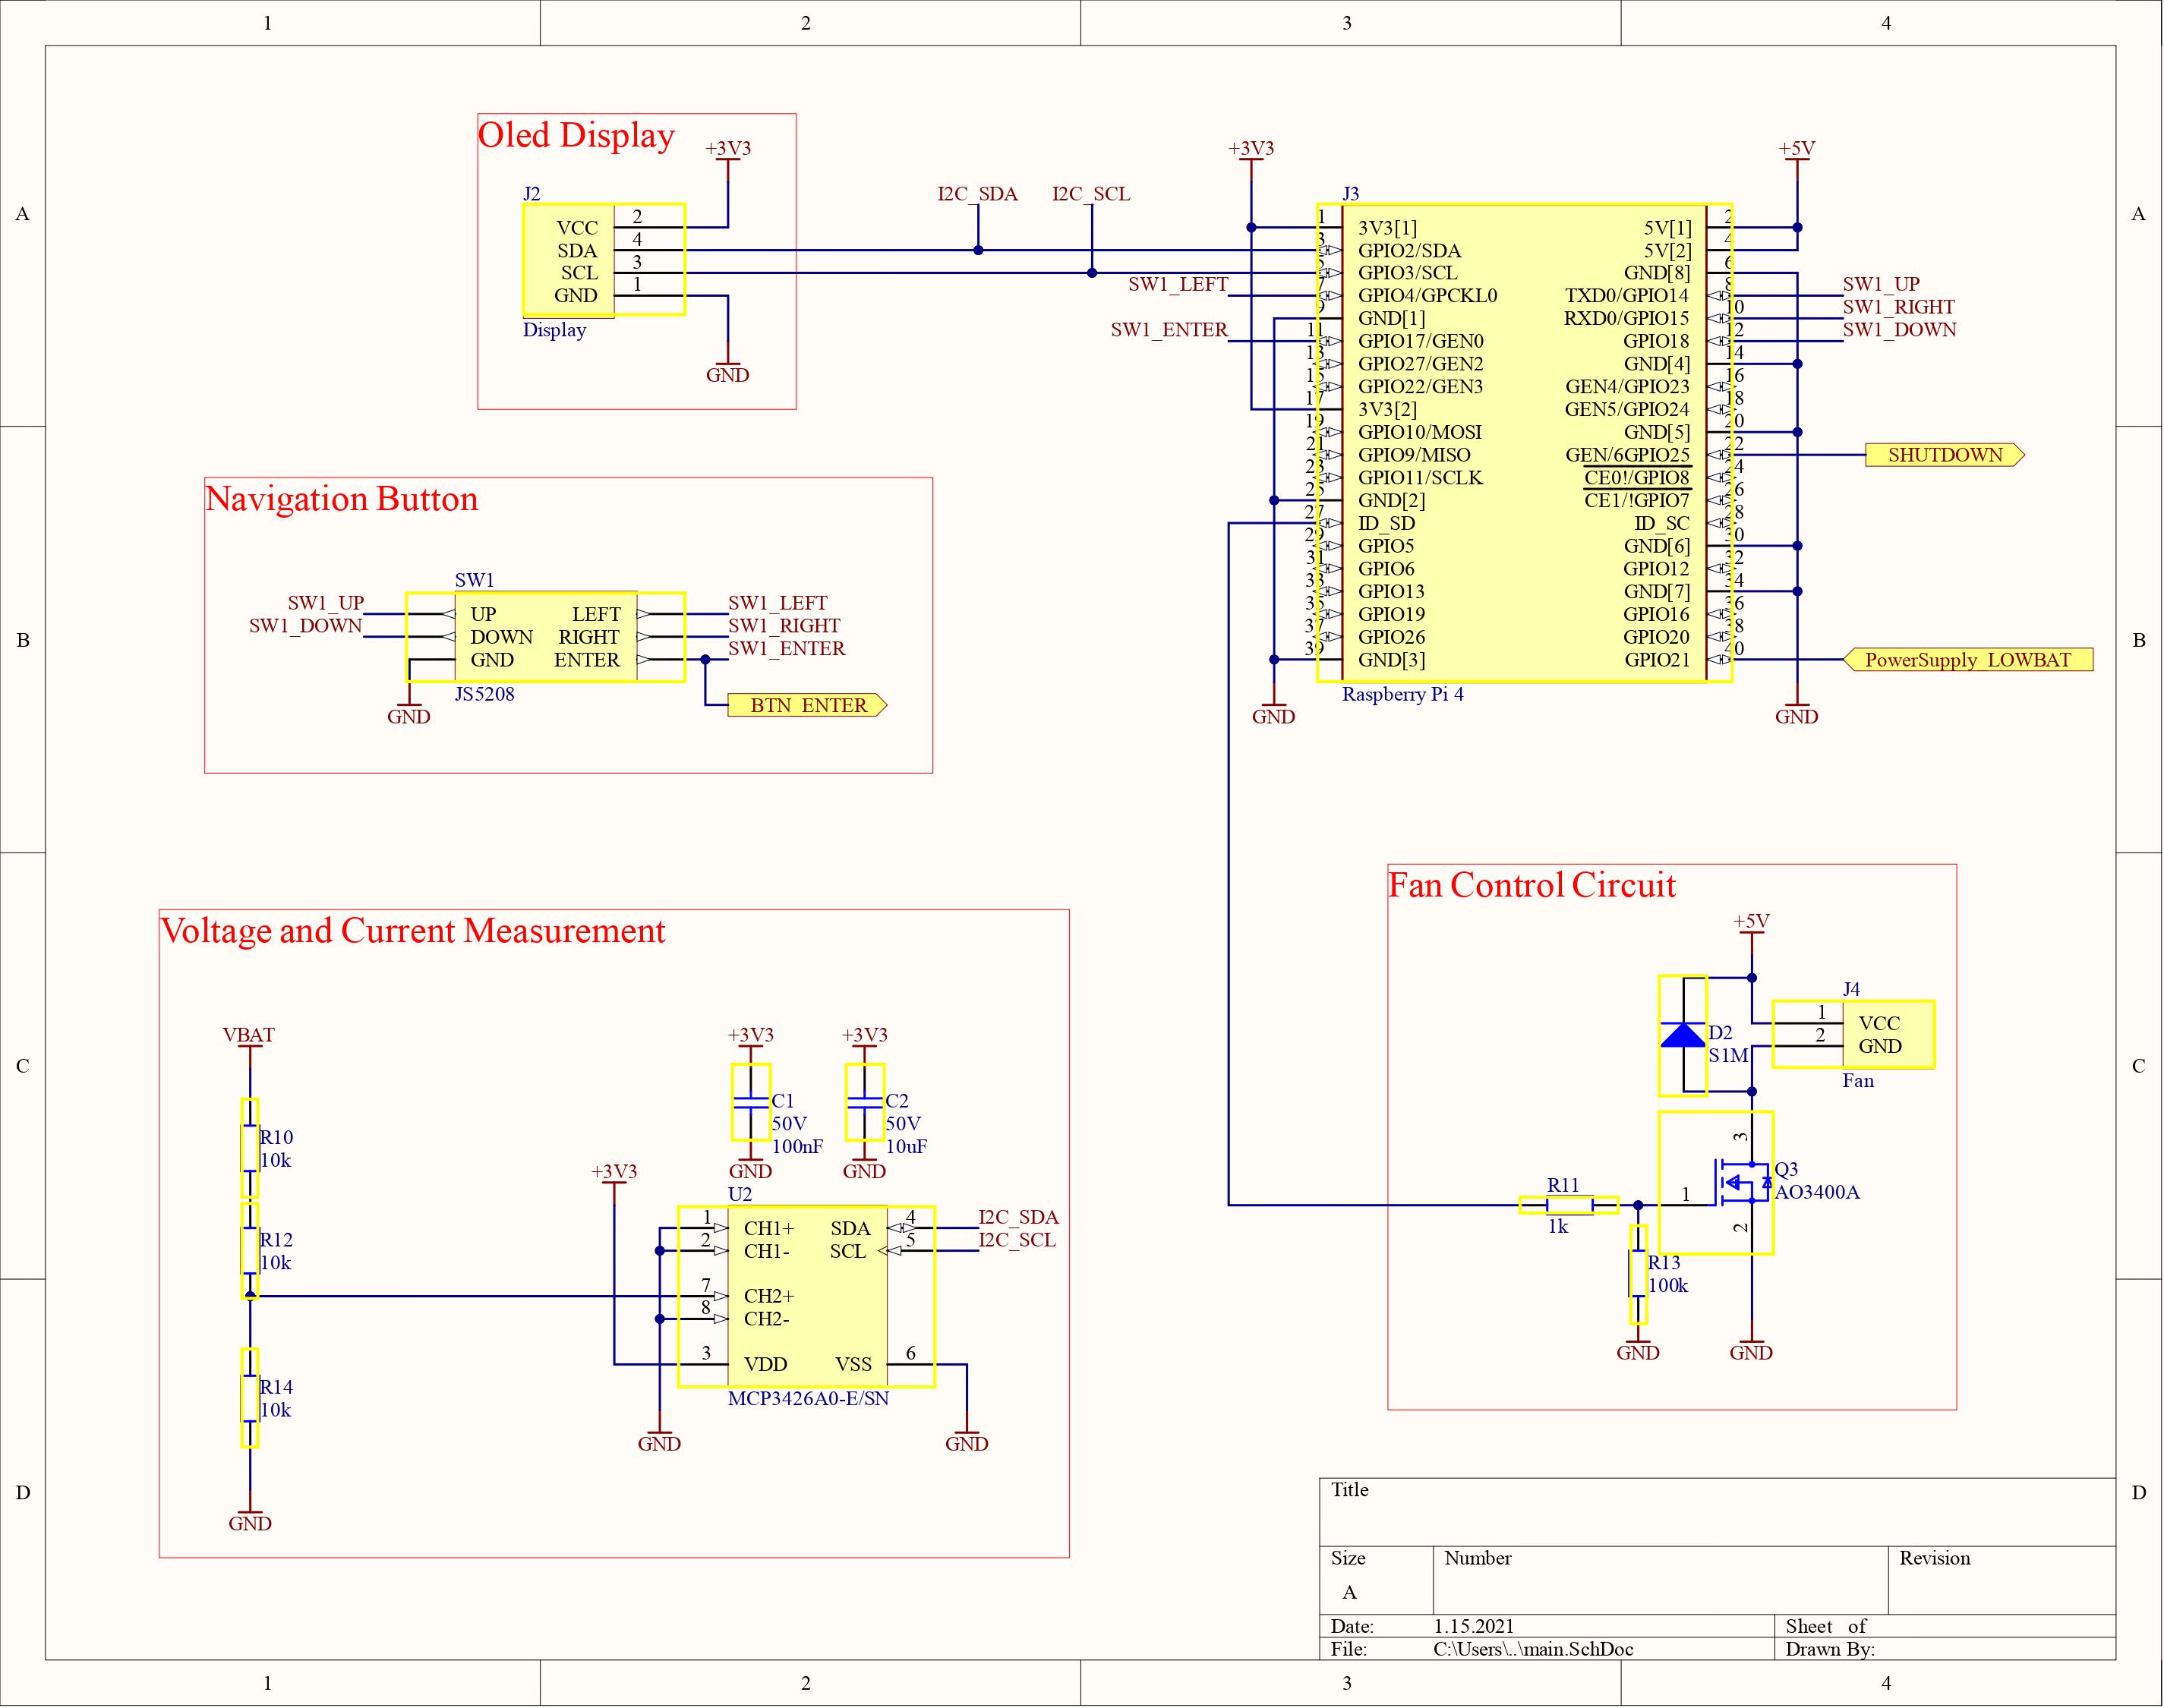 1 2 3 4
A A
B B
C C
D D
1 2 3 4
Oled Display
+3V3
J2
VCC 2
SDA 4
SCL 3
GND 1
Display
GND
I2C_SDA I2C_SCL
+3V3
+5V
J3
1 3V3[1] 5V[1] 2
3 GPIO2/SDA 5V[2] 4
5 GPIO3/SCL GND[8] 6
SW1_LEFT 7 GPIO4/GPCKL0 TXD0/GPIO14 8 SW1_UP
9 GND[1] RXD0/GPIO15 10 SW1_RIGHT
SW1_ENTER 11 GPIO17/GEN0 GPIO18 12 SW1_DOWN
13 GPIO27/GEN2 GND[4] 14
15 GPIO22/GEN3 GEN4/GPIO23 16
17 3V3[2] GEN5/GPIO24 18
19 GPIO10/MOSI GND[5] 20
21 GPIO9/MISO GEN/6GPIO25 22 SHUTDOWN
23 GPIO11/SCLK CE0!/GPIO8 24
25 GND[2] CE1/!GPIO7 26
27 ID_SD ID_SC 28
29 GPIO5 GND[6] 30
31 GPIO6 GPIO12 32
33 GPIO13 GND[7] 34
35 GPIO19 GPIO16 36
37 GPIO26 GPIO20 38
39 GND[3] GPIO21 40 PowerSupply_LOWBAT
Raspberry Pi 4
GND GND
Navigation Button
SW1
SW1_UP UP LEFT SW1_LEFT
SW1_DOWN DOWN RIGHT SW1_RIGHT
GND ENTER SW1_ENTER
JS5208
GND
BTN_ENTER
Voltage and Current Measurement
VBAT
R10
10k
R12
10k
R14
10k
GND
+3V3
C1
50V
100nF
GND
+3V3
C2
50V
10uF
GND
+3V3
U2
1 CH1+ SDA 4 I2C_SDA
2 CH1- SCL 5 I2C_SCL
7 CH2+
8 CH2-
3 VDD VSS 6
MCP3426A0-E/SN
GND GND
Fan Control Circuit
+5V
D2
S1M
J4
1 VCC
2 GND
Fan
3
Q3
AO3400A
1
2
R11
1k
R13
100k
GND GND
Title
Size Number Revision
A
Date: 1.15.2021 Sheet of
File: C:\Users\..\main.SchDoc Drawn By: